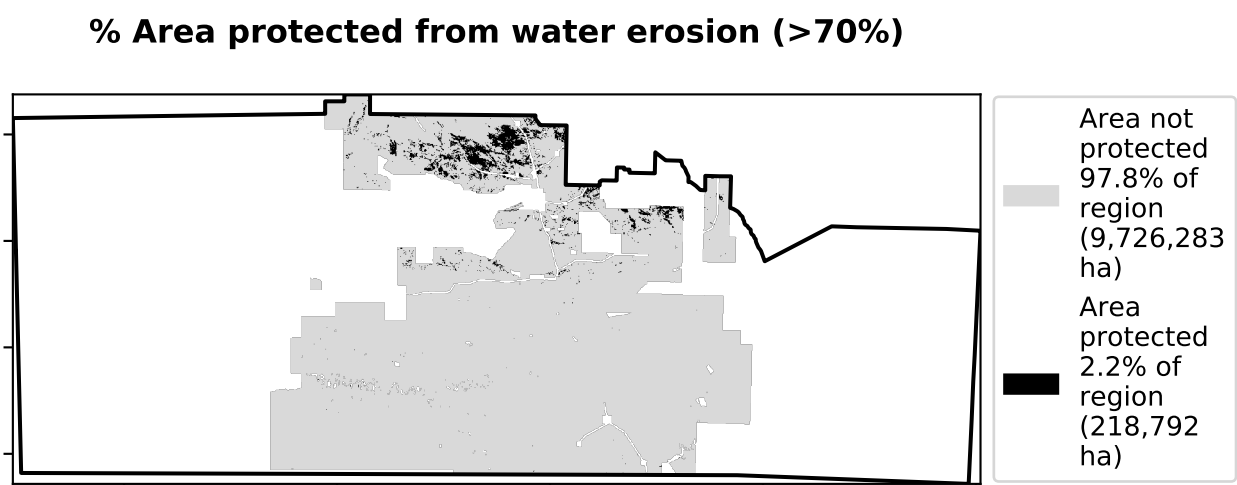 % Area protected from water erosion (>70%)
Area not
protected
97.8% of
region
(9,726,283
ha)
Area
protected
2.2% of
region
(218,792
ha)